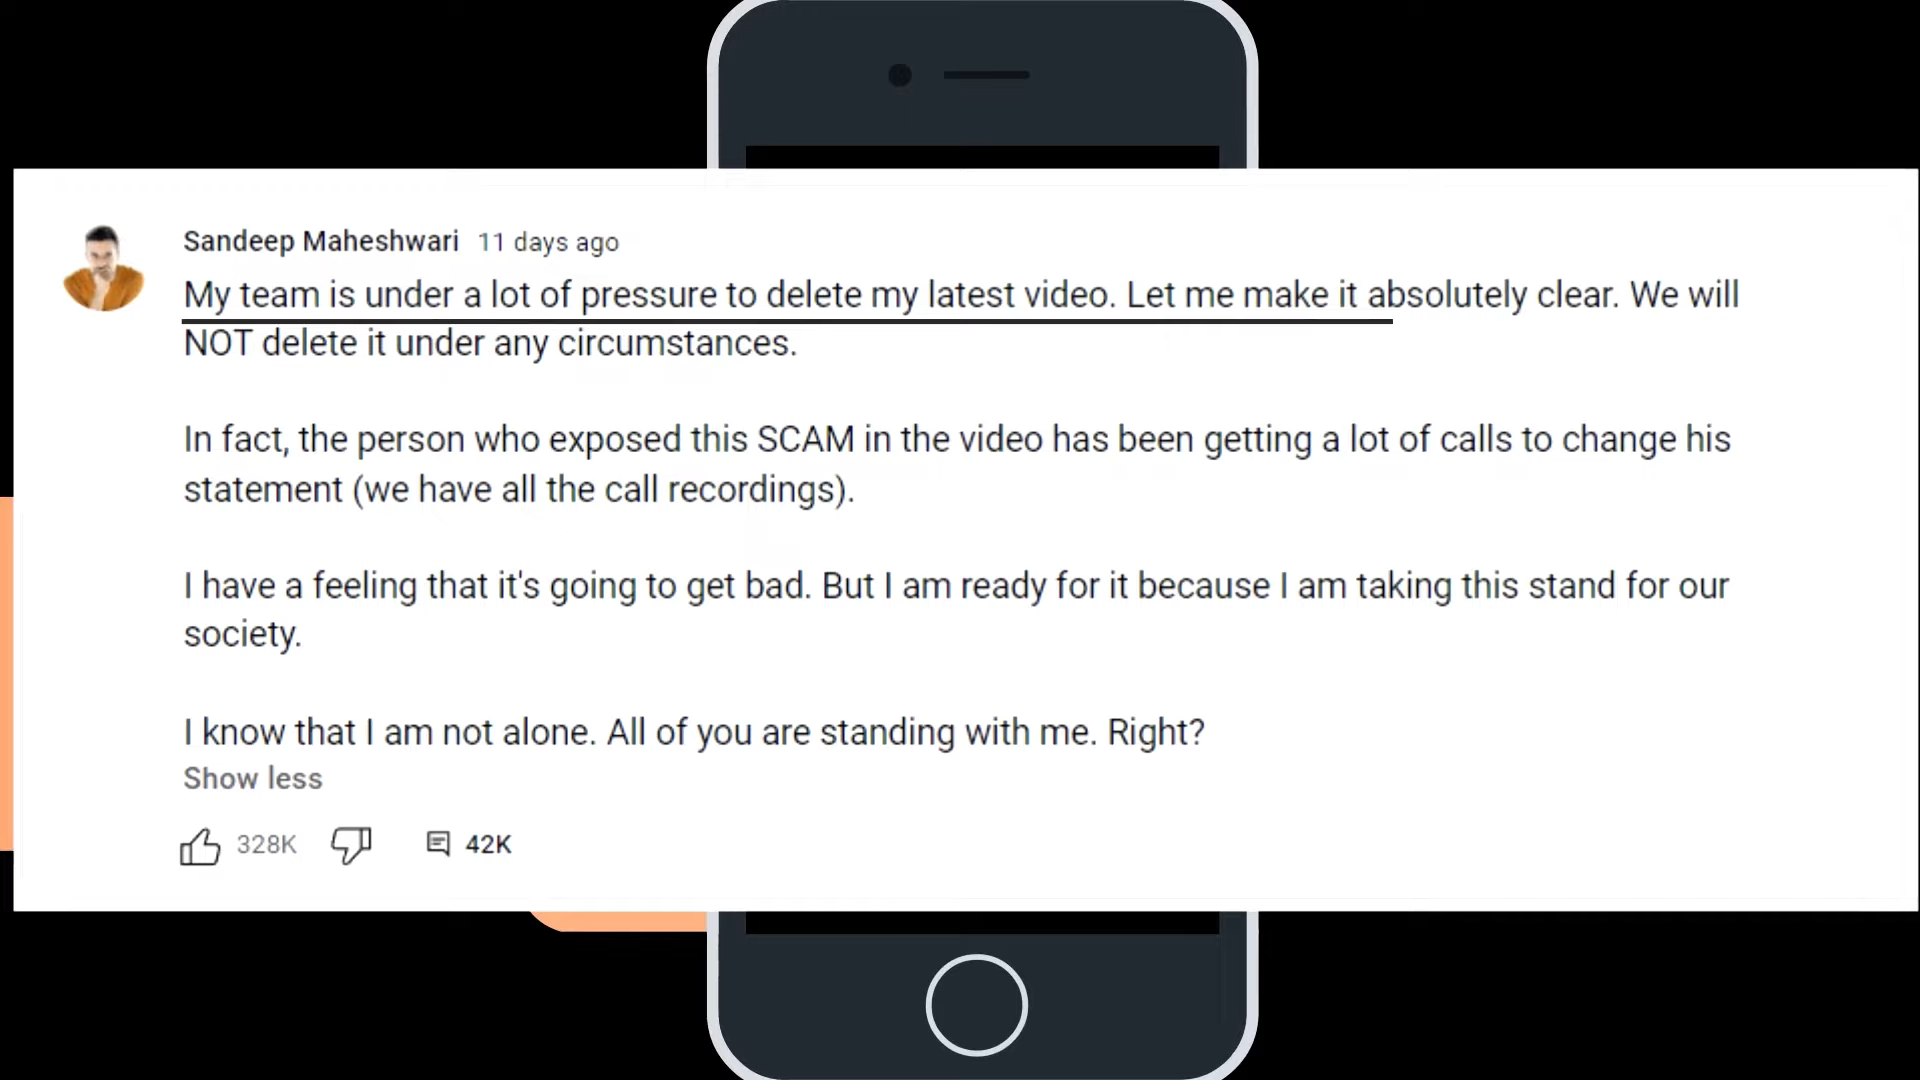 Sandeep Maheshwari 11 days ago
My team is under a lot of pressure to delete my latest video. Let me make it absolutely clear. We will
NOT delete it under any circumstances.
In fact, the person who exposed this SCAM in the video has been getting a lot of calls to change his
statement (we have all the call recordings).
I have a feeling that it's going to get bad. But I am ready for it because I am taking this stand for our
society.
I know that I am not alone. All of you are standing with me. Right?
Show less
328K 42K